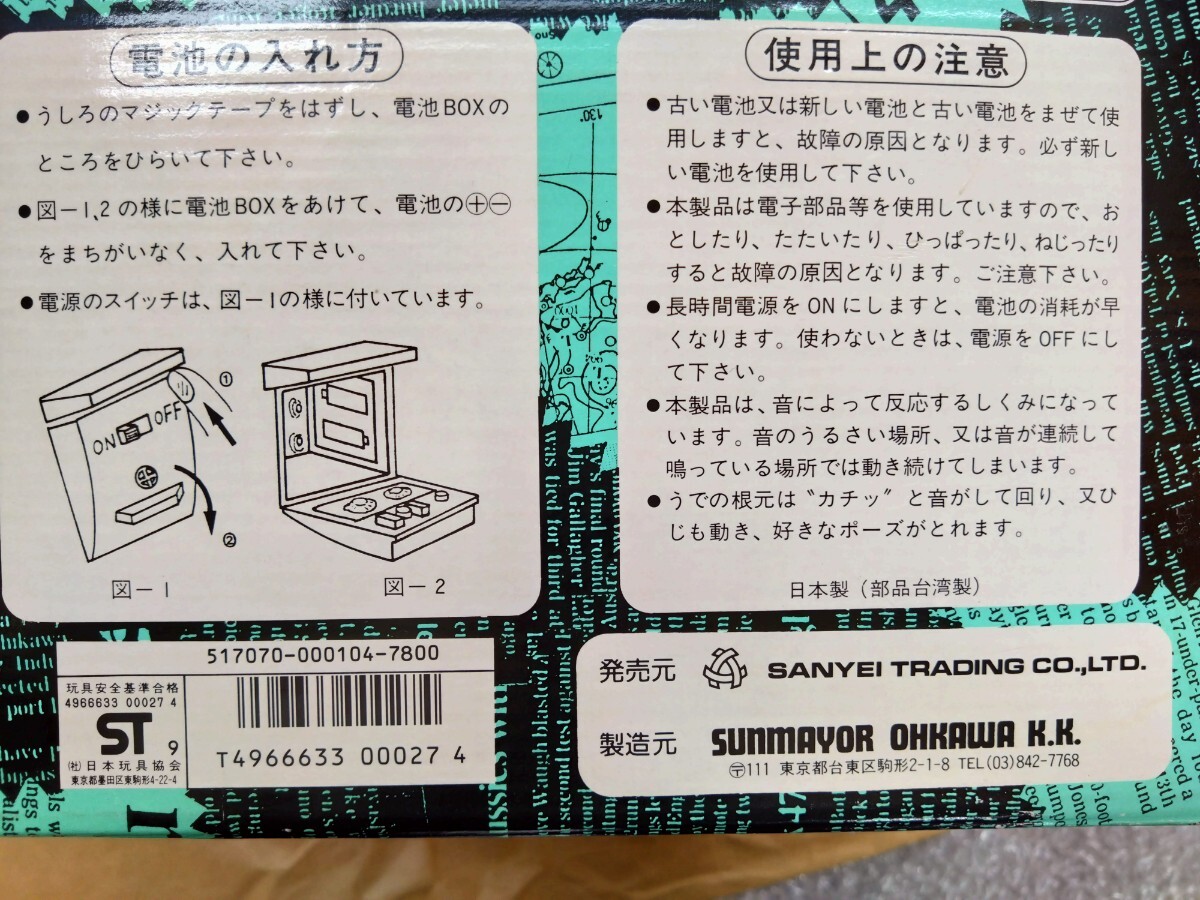 電池の入れ方
●うしろのマジックテープをはずし、電池BOXの
ところをひらいて下さい。
●図-1,2の様に電池BOXをあけて、電池の⊕⊖
をまちがいなく、入れて下さい。
●電源のスイッチは、図-1の様に付いています。
①
ON OFF
②
図-1
図-2
使用上の注意
●古い電池又は新しい電池と古い電池をまぜて使
用しますと、故障の原因となります。必ず新し
い電池を使用して下さい。
●本製品は電子部品等を使用していますので、お
としたり、たたいたり、ひっぱったり、ねじったり
すると故障の原因となります。ご注意下さい。
●長時間電源をONにしますと、電池の消耗が早
くなります。使わないときは、電源をOFFにし
て下さい。
●本製品は、音によって反応するしくみになって
います。音のうるさい場所、又は音が連続して
鳴っている場所では動き続けてしまいます。
●うでの根元は〝カチッ〟と音がして回り、又ひ
じも動き、好きなポーズがとれます。
日本製(部品台湾製)
517070-000104-7800
玩具安全基準合格
4966633 00027 4
ST 9
(社)日本玩具協会
東京都墨田区東駒形4-22-4
T4966633 00027 4
発売元 SANYEI TRADING CO.,LTD.
製造元 SUNMAYOR OHKAWA K.K.
〒111 東京都台東区駒形2-1-8 TEL(03)842-7768
130°
was tied for third
Jim Gallagher
final round
Waugh blasted
second against